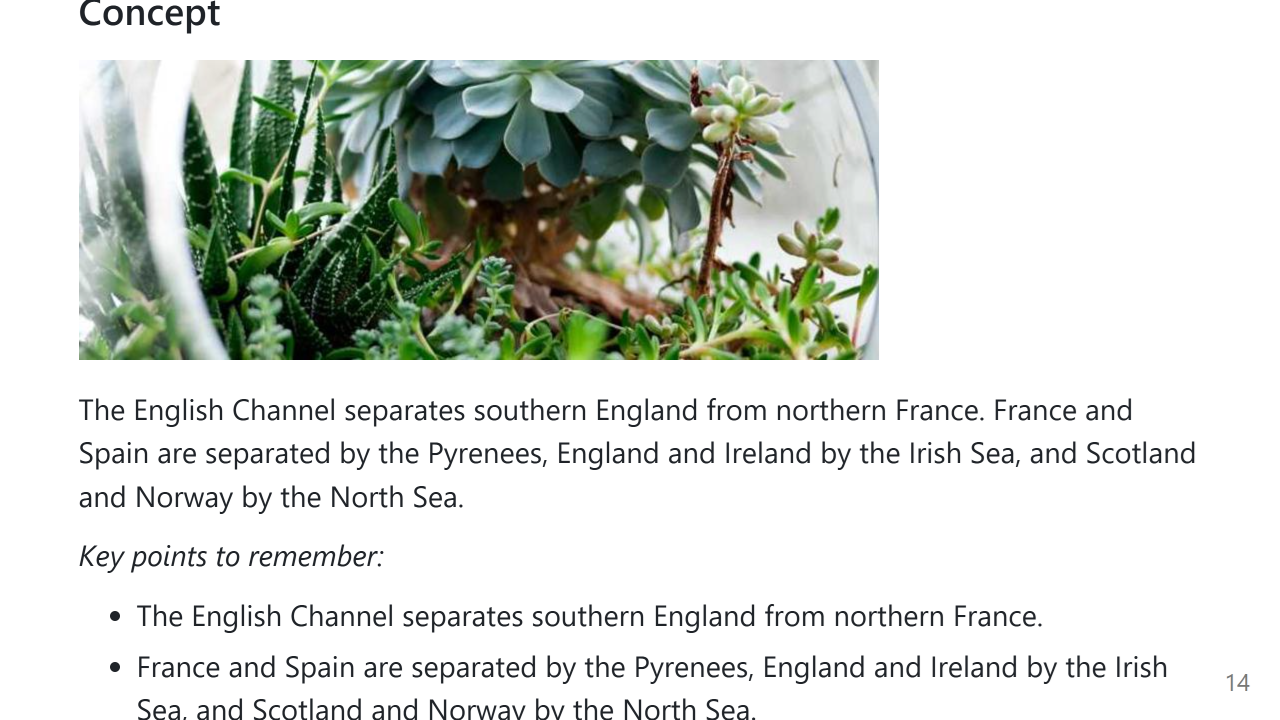 Concept
The English Channel separates southern England from northern France. France and
Spain are separated by the Pyrenees, England and Ireland by the Irish Sea, and Scotland
and Norway by the North Sea.
Key points to remember:
• The English Channel separates southern England from northern France.
• France and Spain are separated by the Pyrenees, England and Ireland by the Irish
Sea, and Scotland and Norway by the North Sea.
14